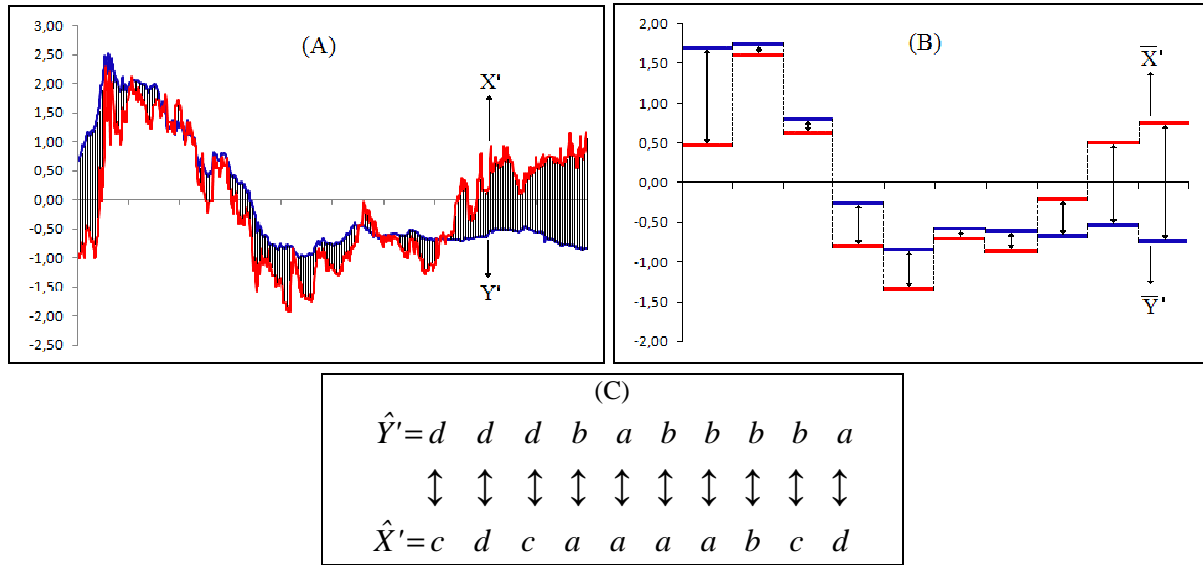 (A)
3,00
2,50
2,00
1,50
1,00
0,50
0,00
-0,50
-1,00
-1,50
-2,00
-2,50
X'
Y'
(B)
2,00
1,50
1,00
0,50
0,00
-0,50
-1,00
-1,50
-2,00
X̅'
Y̅'
(C)
Ŷ'= d d d b a b b b b a
↕ ↕ ↕ ↕ ↕ ↕ ↕ ↕ ↕ ↕
X̂'= c d c a a a a b c d